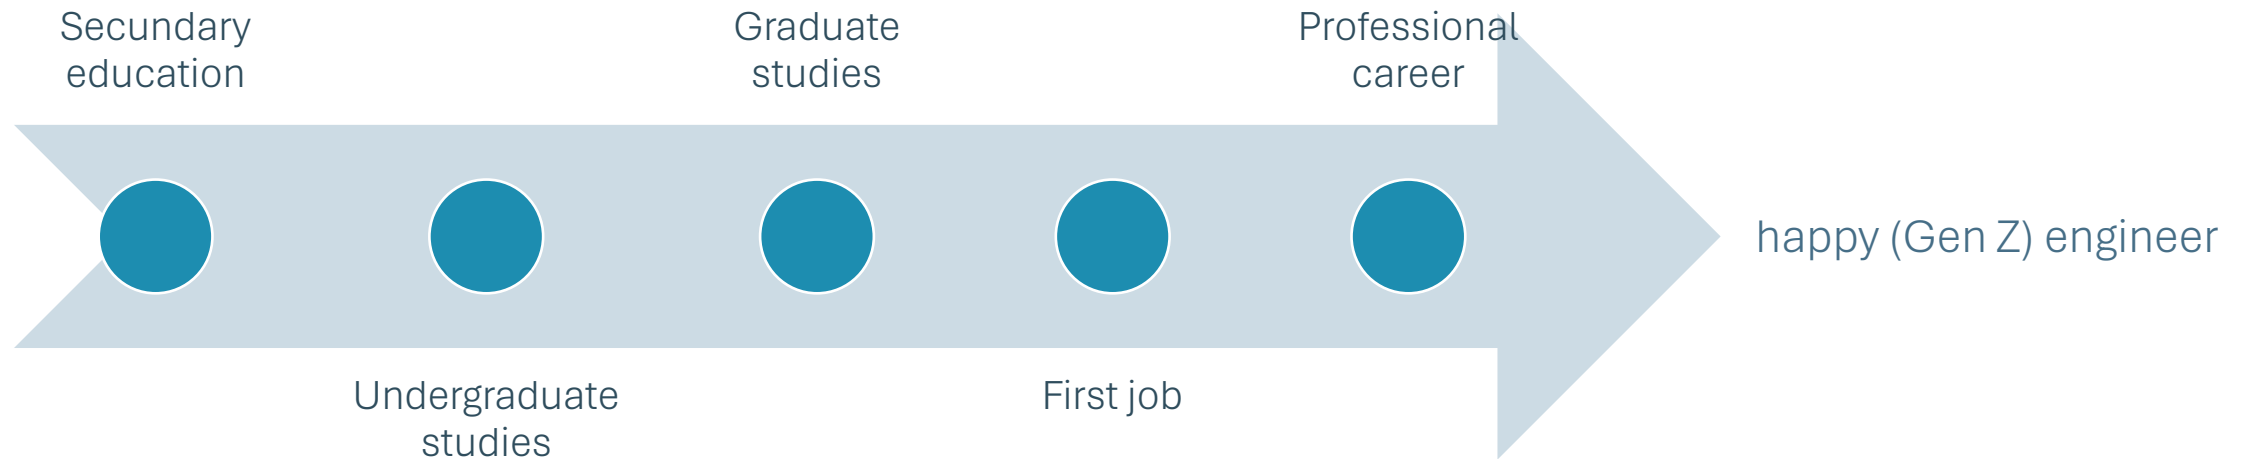 Secundary
education
Undergraduate
studies
Graduate
studies
First job
Professional
career
happy (Gen Z) engineer